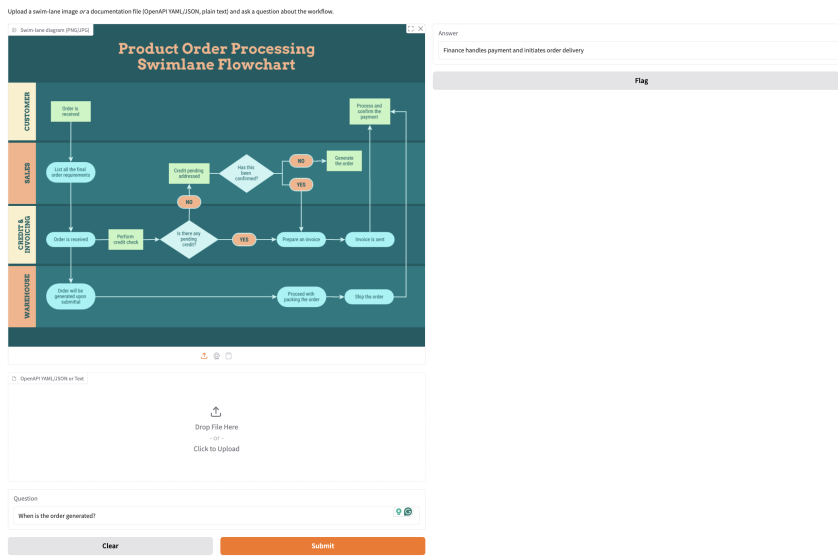 Upload a swim-lane image or a documentation file (OpenAPI YAML/JSON, plain text) and ask a question about the workflow.
Swim-lane diagram (PNG/JPG)
Product Order Processing
Swimlane Flowchart
CUSTOMER
Order is
received
Process and
confirm the
payment
SALES
List all the final
order requirements
Credit pending
addressed
Has this
been
confirmed?
NO
YES
Generate
the order
NO
CREDIT &
INVOICING
Order is received
Perform
credit check
Is there any
pending
credit?
YES
Prepare an invoice
Invoice is sent
WAREHOUSE
Order will be
generated upon
submittal
Proceed with
packing the order
Ship the order
OpenAPI YAML/JSON or Text
Drop File Here
- or -
Click to Upload
Question
When is the order generated?
Clear
Submit
Answer
Finance handles payment and initiates order delivery
Flag